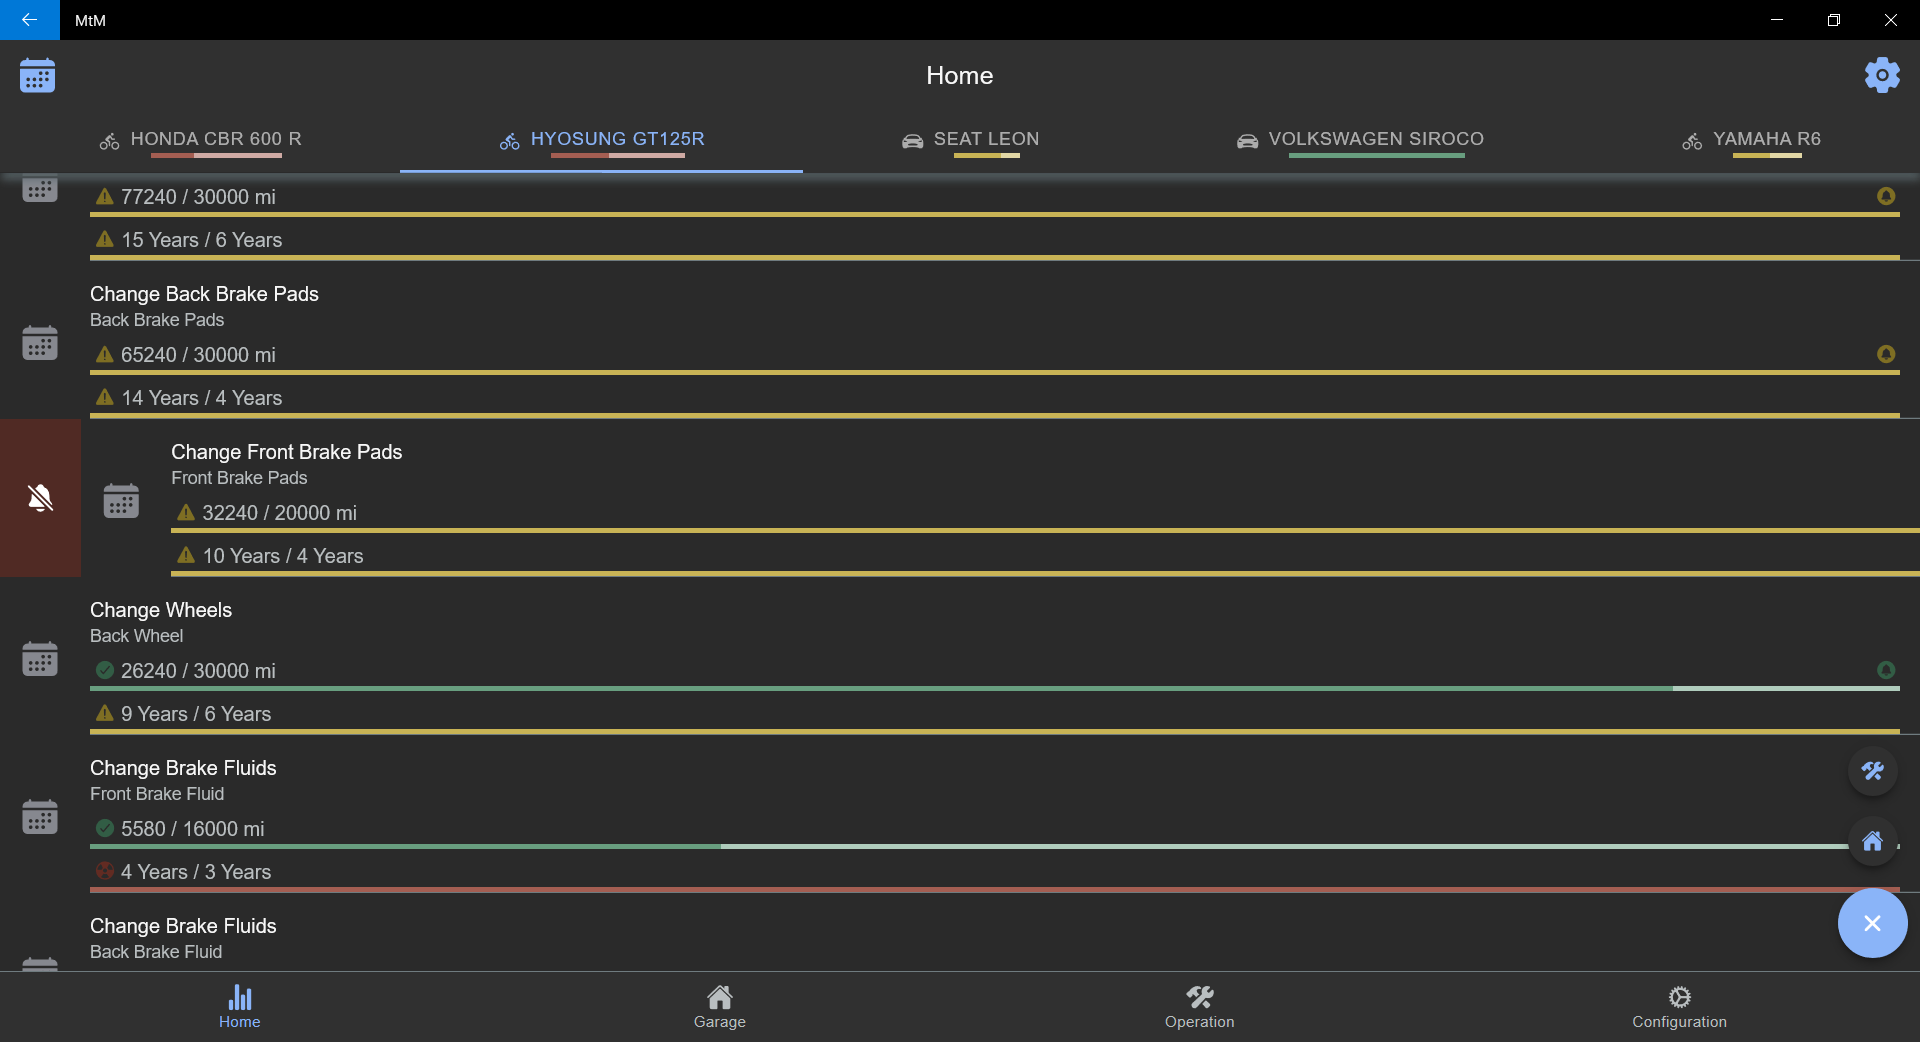 MtM
Home
HONDA CBR 600 R
HYOSUNG GT125R
SEAT LEON
VOLKSWAGEN SIROCO
YAMAHA R6
77240 / 30000 mi
15 Years / 6 Years
Change Back Brake Pads
Back Brake Pads
65240 / 30000 mi
14 Years / 4 Years
Change Front Brake Pads
Front Brake Pads
32240 / 20000 mi
10 Years / 4 Years
Change Wheels
Back Wheel
26240 / 30000 mi
9 Years / 6 Years
Change Brake Fluids
Front Brake Fluid
5580 / 16000 mi
4 Years / 3 Years
Change Brake Fluids
Back Brake Fluid
Home
Garage
Operation
Configuration